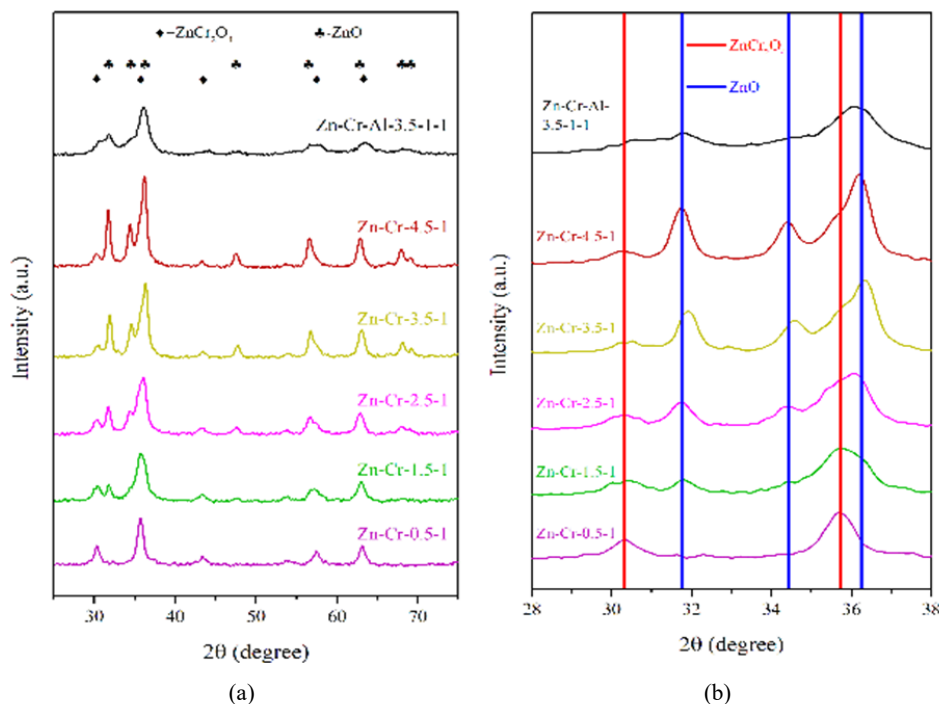 ♦–ZnCr₂O₄ ♣-ZnO
Zn-Cr-Al-3.5-1-1
Zn-Cr-4.5-1
Zn-Cr-3.5-1
Zn-Cr-2.5-1
Zn-Cr-1.5-1
Zn-Cr-0.5-1
Intensity (a.u.)
30 40 50 60 70
2θ (degree)
(a)
ZnCr₂O₄
ZnO
Zn-Cr-Al-
3.5-1-1
Zn-Cr-4.5-1
Zn-Cr-3.5-1
Zn-Cr-2.5-1
Zn-Cr-1.5-1
Zn-Cr-0.5-1
Intensity (a.u.)
28 30 32 34 36 38
2θ (degree)
(b)